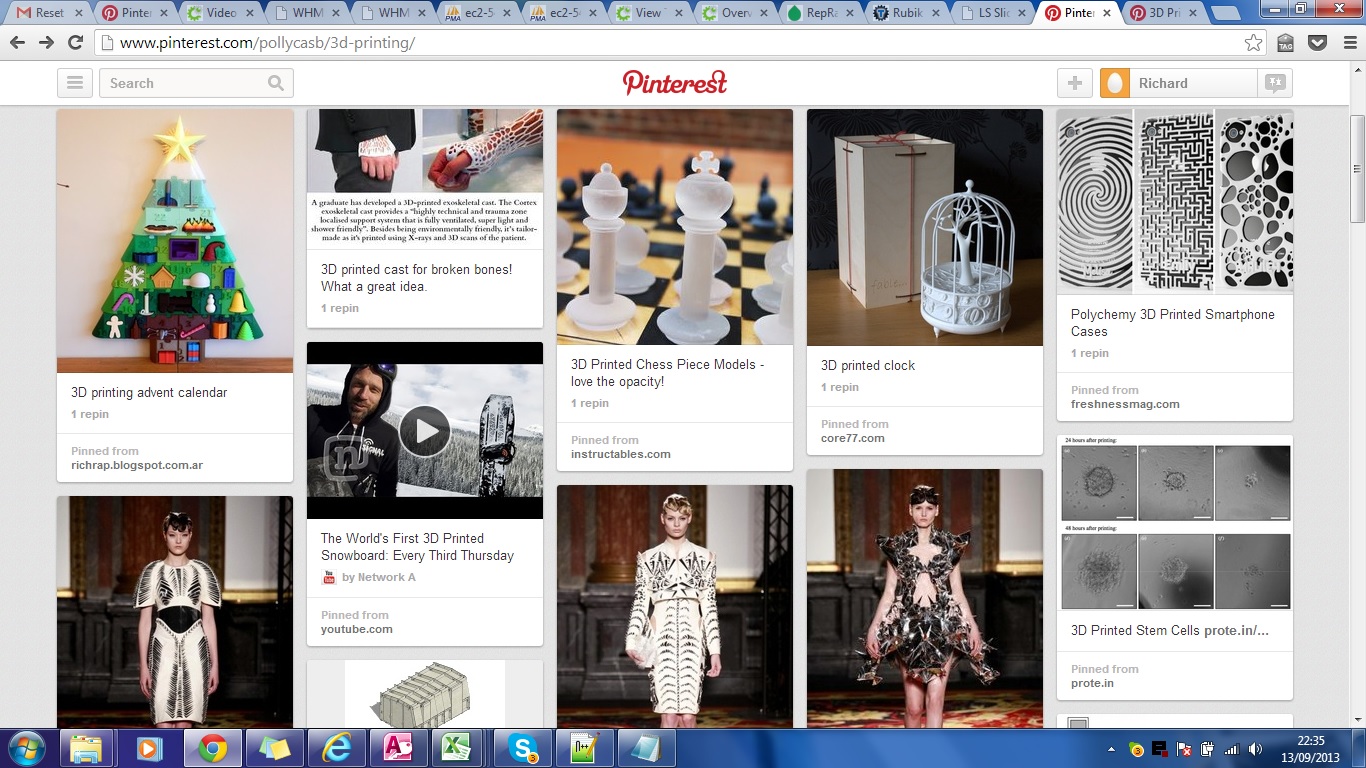 Reset
Pinter
Video
WHM
WHM
ec2-5
ec2-5
View
Overv
RepRa
Rubik
LS Slic
Pinter
3D Pri
www.pinterest.com/pollycasb/3d-printing/
TAG
Search
Pinterest
Richard
3D printing advent calendar
1 repin
Pinned from
richrap.blogspot.com.ar
A graduate has developed a 3D-printed exoskeletal cast. The Cortex
exoskeletal cast provides a "highly technical and trauma zone
localised support system that is fully ventilated, super light and
shower friendly". Besides being environmentally friendly, it's tailor-
made as it's printed using X-rays and 3D scans of the patient.
3D printed cast for broken bones!
What a great idea.
1 repin
n
SIGNAL
The World's First 3D Printed
Snowboard: Every Third Thursday
You
Tube
by Network A
Pinned from
youtube.com
3D Printed Chess Piece Models -
love the opacity!
1 repin
Pinned from
instructables.com
3D printed clock
1 repin
Pinned from
core77.com
Polychemy 3D Printed Smartphone
Cases
1 repin
Pinned from
freshnessmag.com
24 hours after printing:
48 hours after printing:
3D Printed Stem Cells prote.in/...
Pinned from
prote.in
22:35
13/09/2013